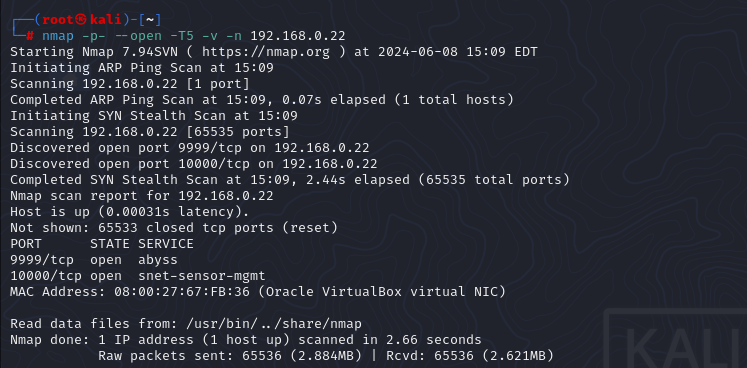 ┌──(root㉿kali)-[~]
└─# nmap -p- --open -T5 -v -n 192.168.0.22
Starting Nmap 7.94SVN ( https://nmap.org ) at 2024-06-08 15:09 EDT
Initiating ARP Ping Scan at 15:09
Scanning 192.168.0.22 [1 port]
Completed ARP Ping Scan at 15:09, 0.07s elapsed (1 total hosts)
Initiating SYN Stealth Scan at 15:09
Scanning 192.168.0.22 [65535 ports]
Discovered open port 9999/tcp on 192.168.0.22
Discovered open port 10000/tcp on 192.168.0.22
Completed SYN Stealth Scan at 15:09, 2.44s elapsed (65535 total ports)
Nmap scan report for 192.168.0.22
Host is up (0.00031s latency).
Not shown: 65533 closed tcp ports (reset)
PORT      STATE SERVICE
9999/tcp  open  abyss
10000/tcp open  snet-sensor-mgmt
MAC Address: 08:00:27:67:FB:36 (Oracle VirtualBox virtual NIC)

Read data files from: /usr/bin/../share/nmap
Nmap done: 1 IP address (1 host up) scanned in 2.66 seconds
           Raw packets sent: 65536 (2.884MB) | Rcvd: 65536 (2.621MB)
KALI